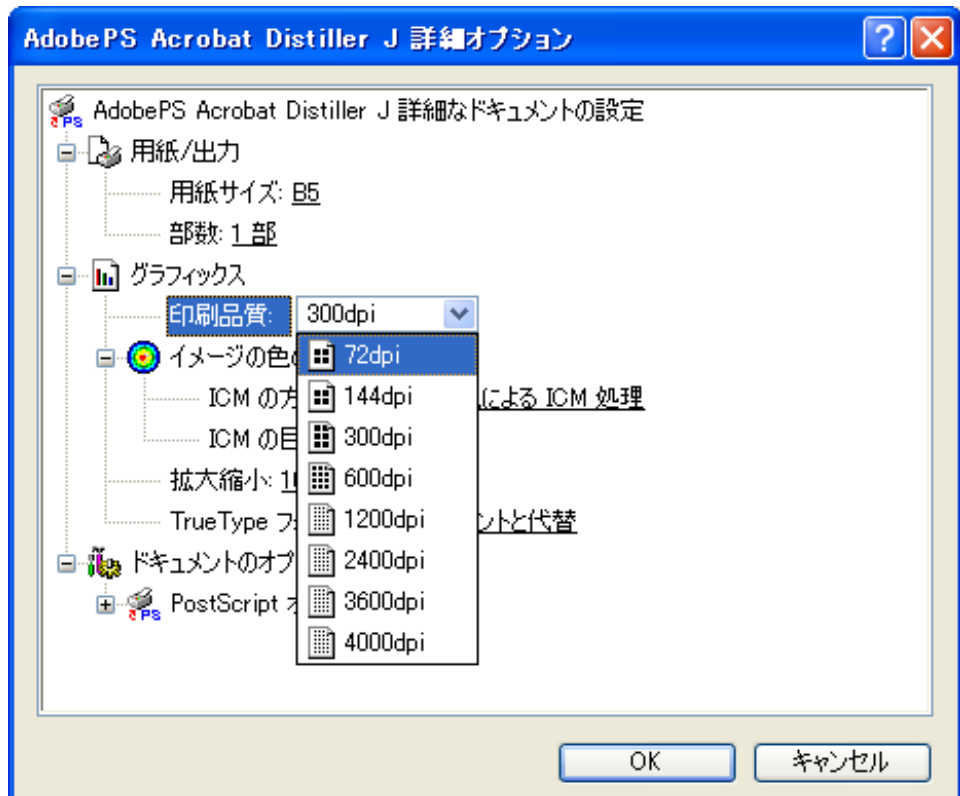 AdobePS Acrobat Distiller J 詳細オプション
AdobePS Acrobat Distiller J 詳細なドキュメントの設定
用紙/出力
用紙サイズ: B5
部数: 1 部
グラフィックス
印刷品質: 300dpi
72dpi
イメージの色
144dpi
ICM の方 による ICM 処理
300dpi
ICM の目
600dpi
拡大縮小:
1200dpi
TrueType フ ントと代替
2400dpi
ドキュメントのオプ
3600dpi
PostScript
4000dpi
OK キャンセル